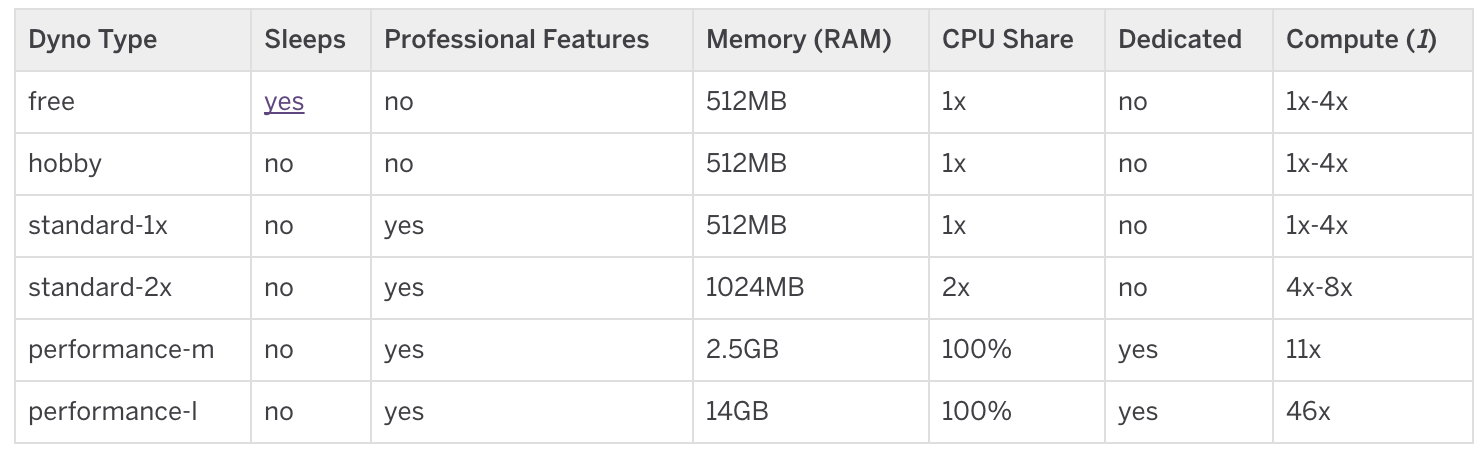 Dyno Type Sleeps Professional Features Memory (RAM) CPU Share Dedicated Compute (1)
free yes no 512MB 1x no 1x-4x
hobby no no 512MB 1x no 1x-4x
standard-1x no yes 512MB 1x no 1x-4x
standard-2x no yes 1024MB 2x no 4x-8x
performance-m no yes 2.5GB 100% yes 11x
performance-l no yes 14GB 100% yes 46x